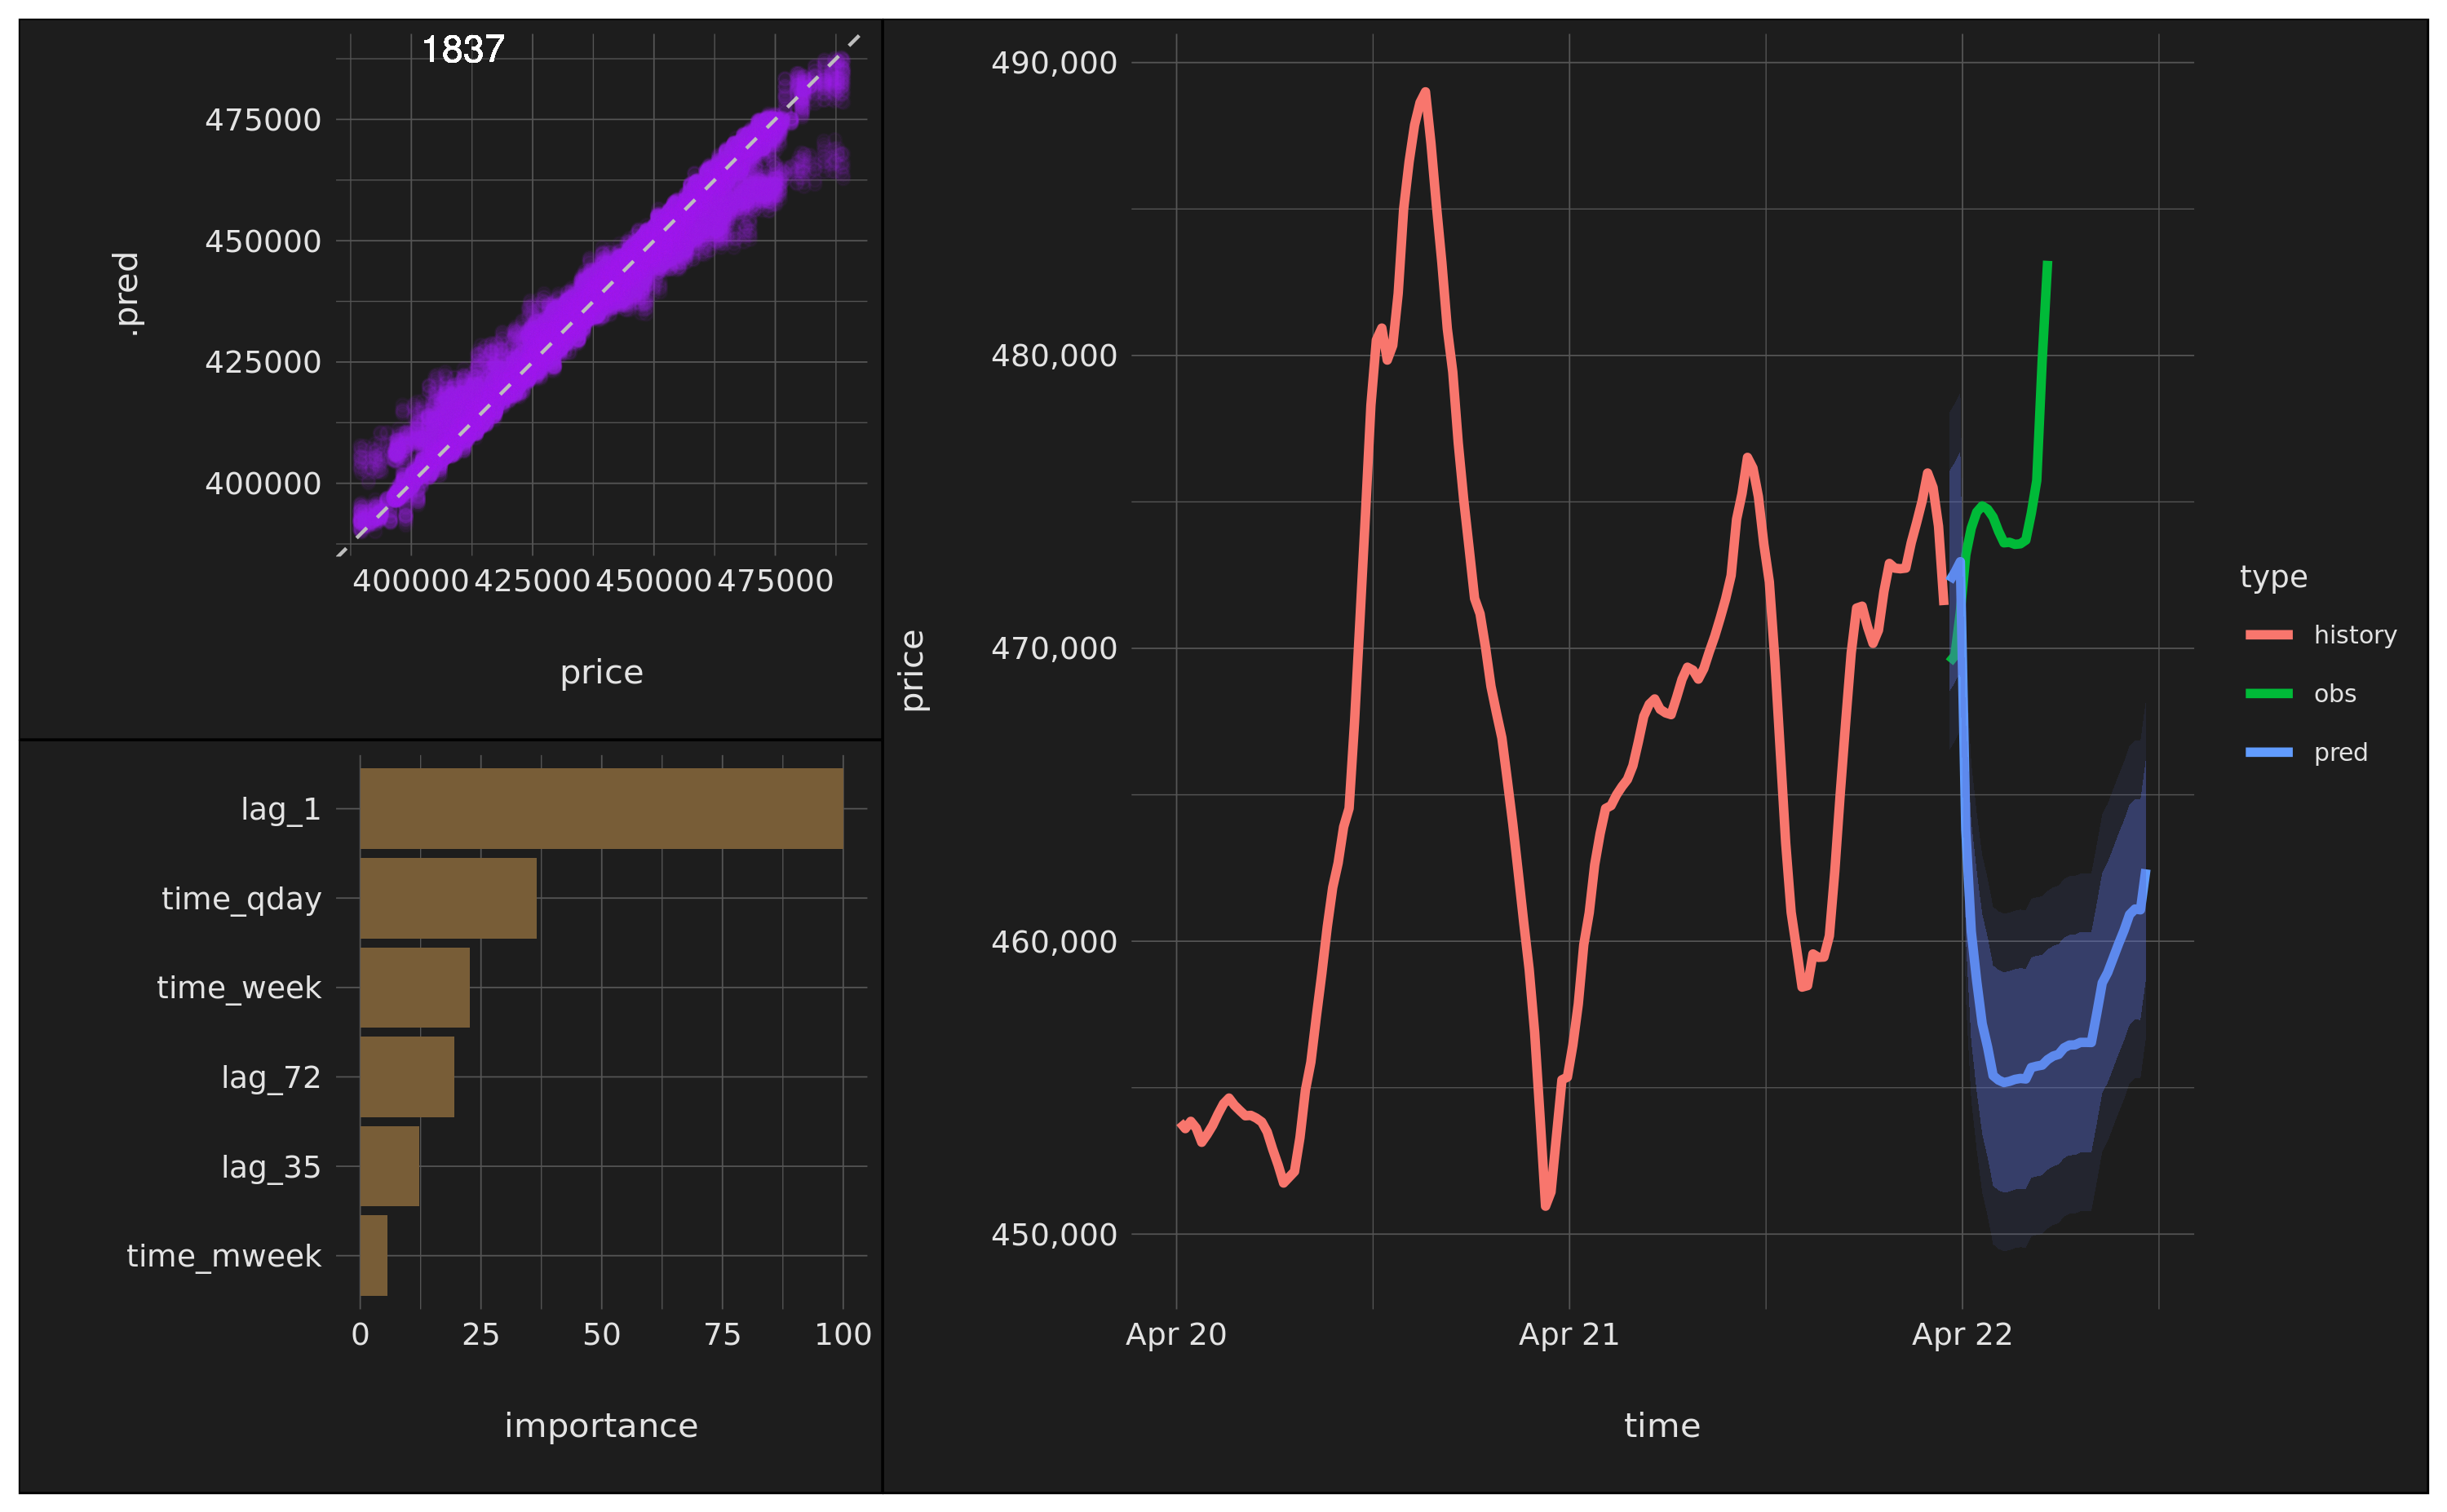 1837
.pred
475000
450000
425000
400000
400000 425000 450000 475000
price
lag_1
time_qday
time_week
lag_72
lag_35
time_mweek
0 25 50 75 100
importance
price
490,000
480,000
470,000
460,000
450,000
Apr 20 Apr 21 Apr 22
time
type
history
obs
pred